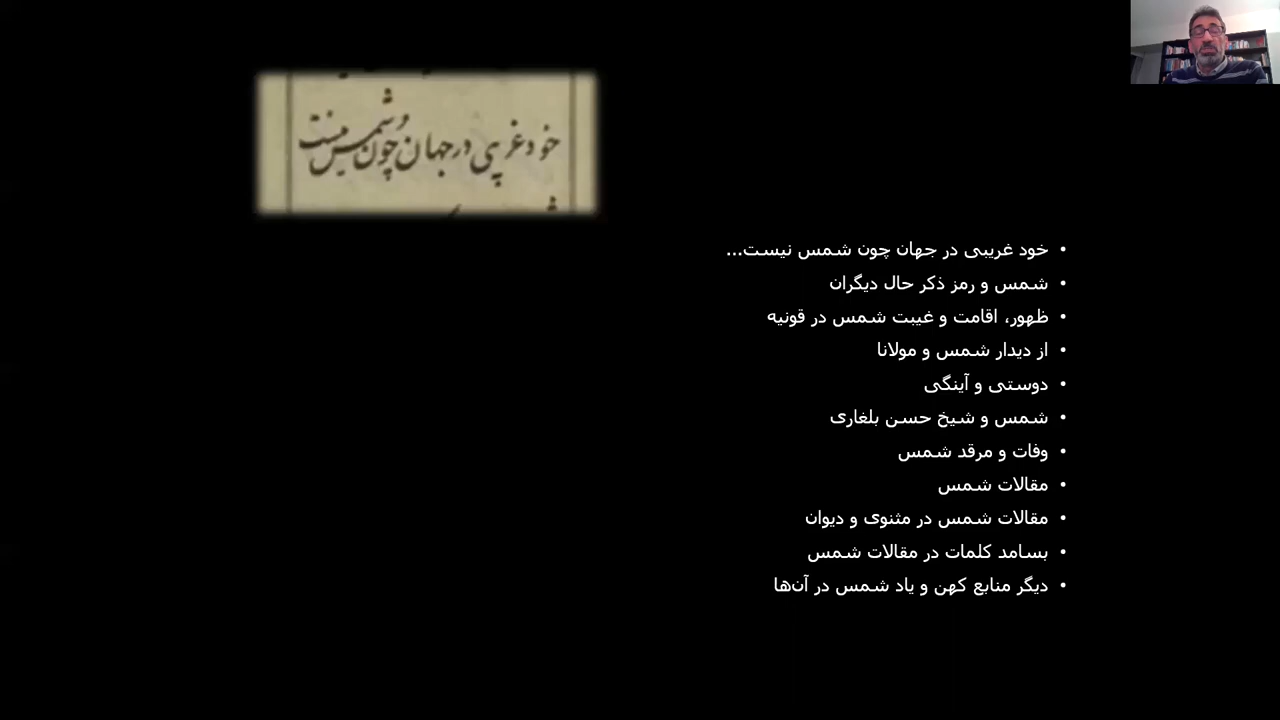 خود غریبی در جهان چون شمس نیست
خود غریبی در جهان چون شمس نیست...
شمس و رمز ذکر حال دیگران
ظهور، اقامت و غیبت شمس در قونیه
از دیدار شمس و مولانا
دوستی و آینگی
شمس و شیخ حسن بلغاری
وفات و مرقد شمس
مقالات شمس
مقالات شمس در مثنوی و دیوان
بسامد کلمات در مقالات شمس
دیگر منابع کهن و یاد شمس در آن‌ها